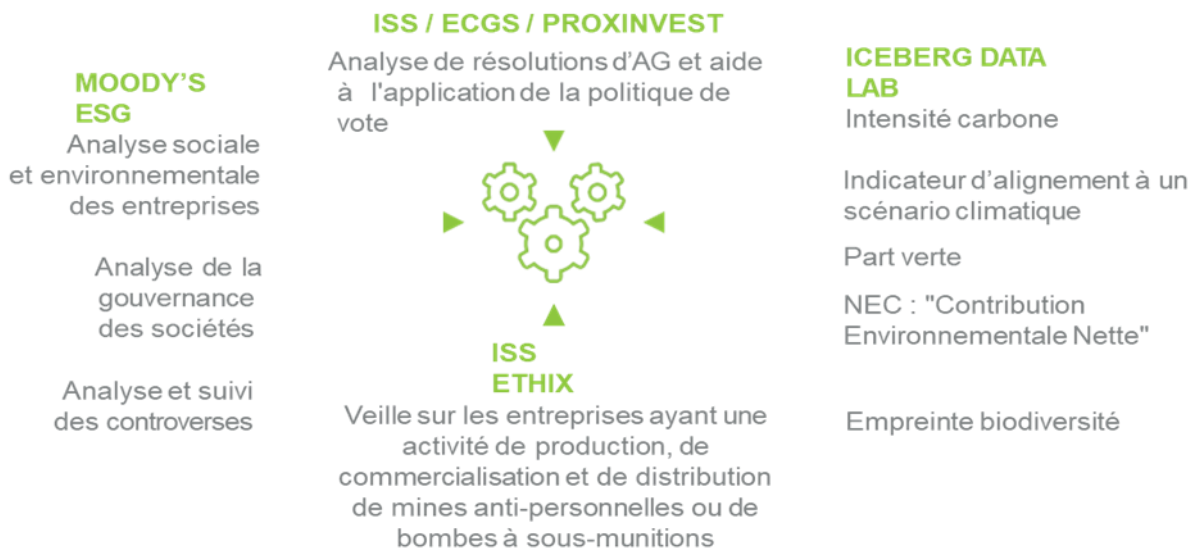 ISS / ECGS / PROXINVEST
Analyse de résolutions d'AG et aide
à l'application de la politique de
vote
MOODY'S
ESG
Analyse sociale
et environnementale
des entreprises
Analyse de la
gouvernance
des sociétés
Analyse et suivi
des controverses
ISS
ETHIX
Veille sur les entreprises ayant une
activité de production, de
commercialisation et de distribution
de mines anti-personnelles ou de
bombes à sous-munitions
ICEBERG DATA
LAB
Intensité carbone
Indicateur d'alignement à un
scénario climatique
Part verte
NEC : "Contribution
Environnementale Nette"
Empreinte biodiversité